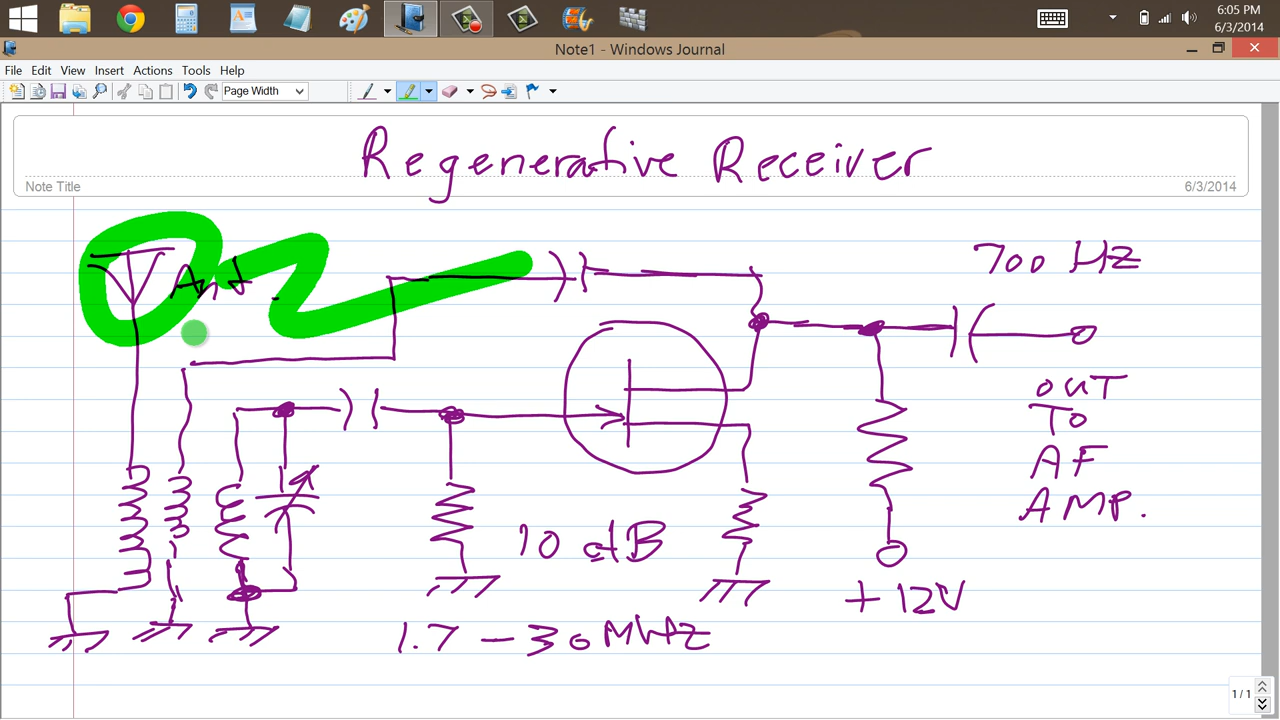 6:05 PM
6/3/2014
Note1 - Windows Journal
File Edit View Insert Actions Tools Help
Page Width
Regenerative Receiver
Note Title
6/3/2014
Ant.
700 Hz
OUT
TO
AF
AMP.
10 dB
+12V
1.7 - 30 MHz
1 / 1